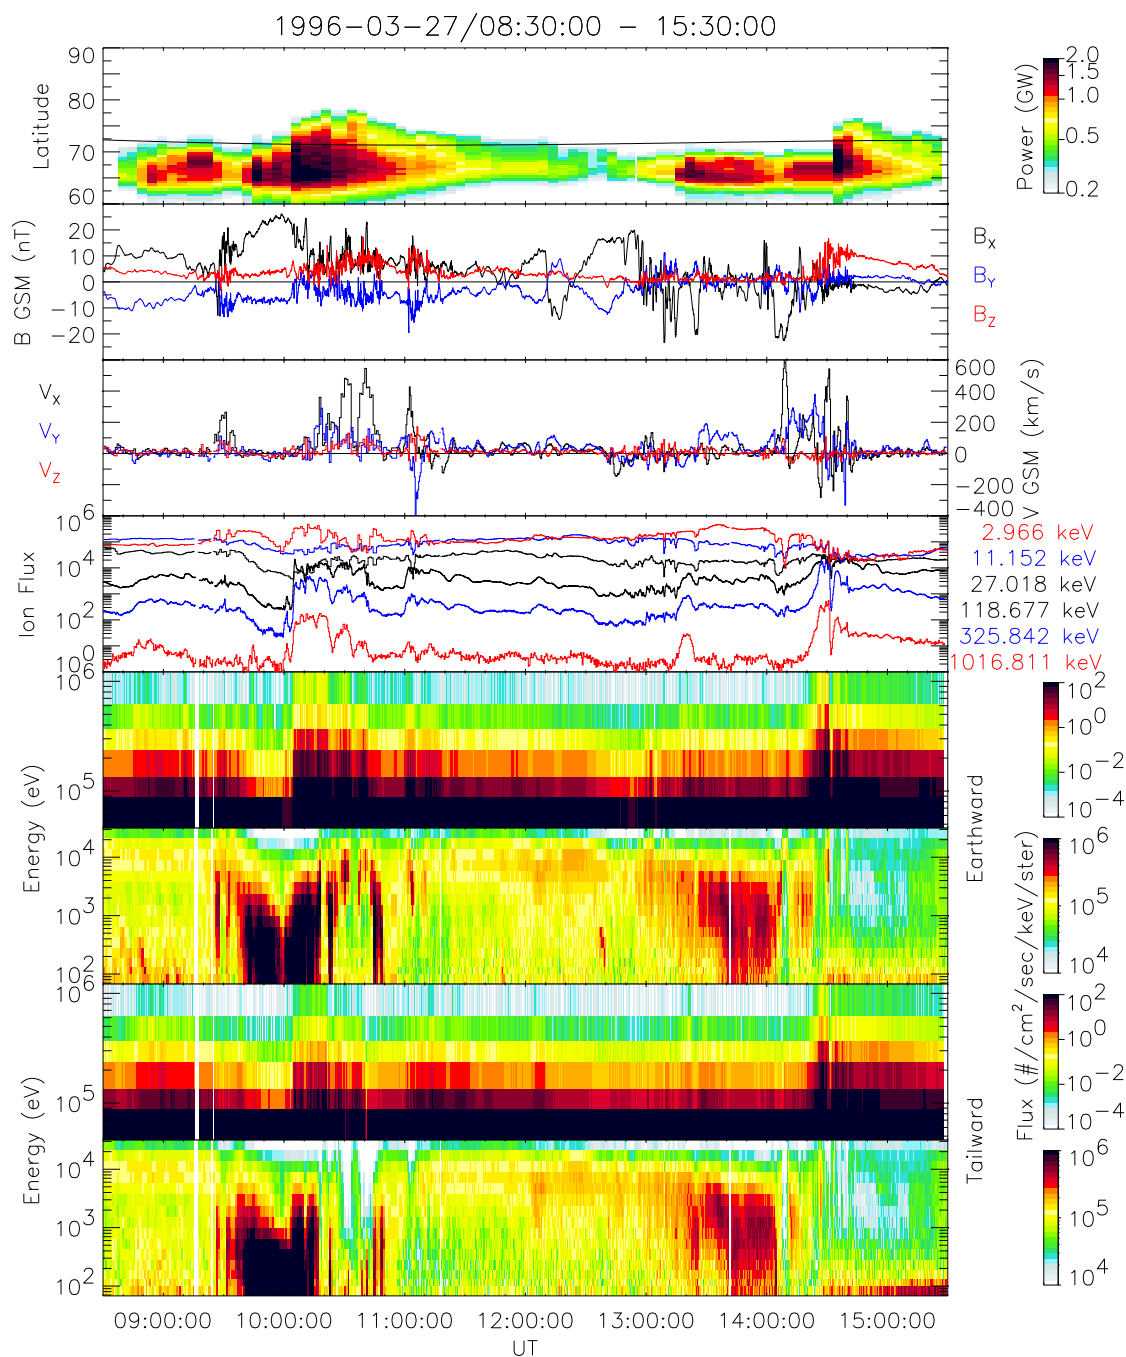 1996-03-27/08:30:00 - 15:30:00
Latitude
90
80
70
60
Power (GW)
2.0
1.5
1.0
0.5
0.2
B GSM (nT)
20
10
0
-10
-20
B_X
B_Y
B_Z
V_X
V_Y
V_Z
600
400
200
0
-200
-400
V GSM (km/s)
Ion Flux
10^6
10^4
10^2
10^0
2.966 keV
11.152 keV
27.018 keV
118.677 keV
325.842 keV
1016.811 keV
Energy (eV)
10^6
10^5
10^4
10^3
10^2
Earthward
10^2
10^0
10^-2
10^-4
10^6
10^5
10^4
Energy (eV)
10^6
10^5
10^4
10^3
10^2
Tailward
Flux (#/cm^2/sec/keV/ster)
10^2
10^0
10^-2
10^-4
10^6
10^5
10^4
09:00:00 10:00:00 11:00:00 12:00:00 13:00:00 14:00:00 15:00:00
UT